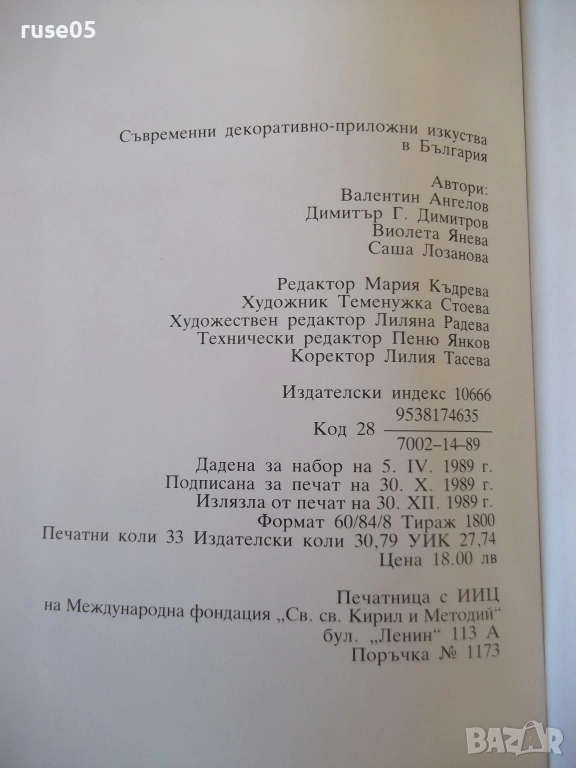 ruse05
Съвременни декоративно-приложни изкуства
в България
Автори:
Валентин Ангелов
Димитър Г. Димитров
Виолета Янева
Саша Лозанова
Редактор Мария Къдрева
Художник Теменужка Стоева
Художествен редактор Лиляна Радева
Технически редактор Пеню Янков
Коректор Лилия Тасева
Издателски индекс 10666
9538174635
Код 28
7002–14–89
Дадена за набор на 5. IV. 1989 г.
Подписана за печат на 30. X. 1989 г.
Излязла от печат на 30. XII. 1989 г.
Формат 60/84/8 Тираж 1800
Печатни коли 33 Издателски коли 30,79 УИК 27,74
Цена 18.00 лв
Печатница с ИИЦ
на Международна фондация „Св. св. Кирил и Методий"
бул. „Ленин" 113 А
Поръчка № 1173
BAZAR